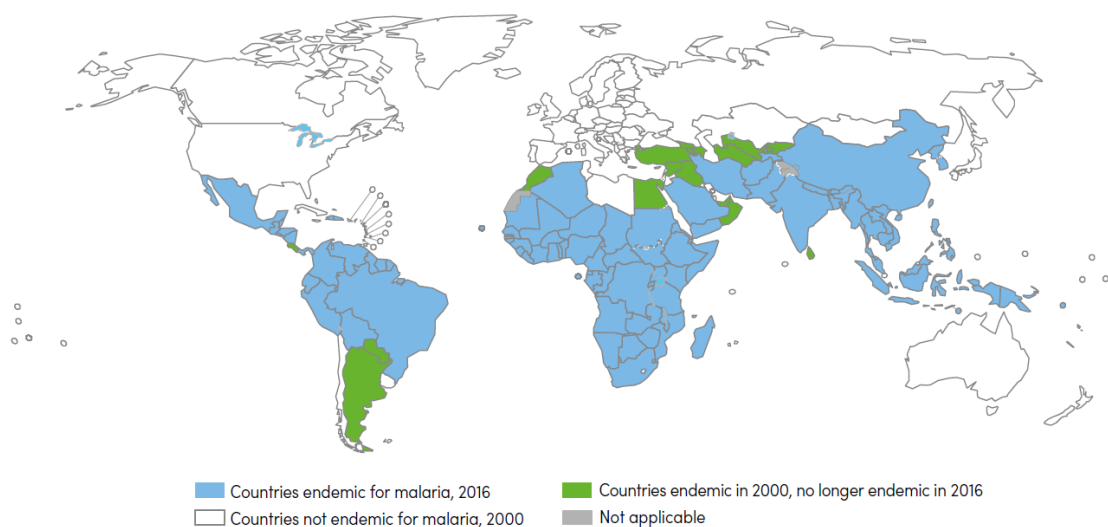 Countries endemic for malaria, 2016
Countries endemic in 2000, no longer endemic in 2016
Countries not endemic for malaria, 2000
Not applicable